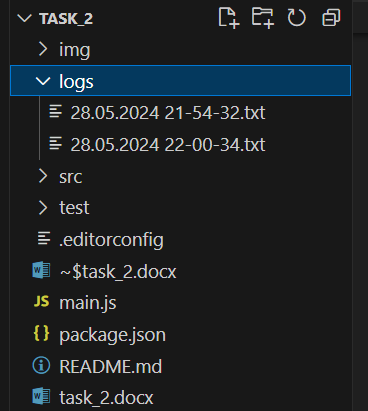 TASK_2
img
logs
28.05.2024 21-54-32.txt
28.05.2024 22-00-34.txt
src
test
.editorconfig
~$task_2.docx
JS main.js
{ } package.json
README.md
task_2.docx